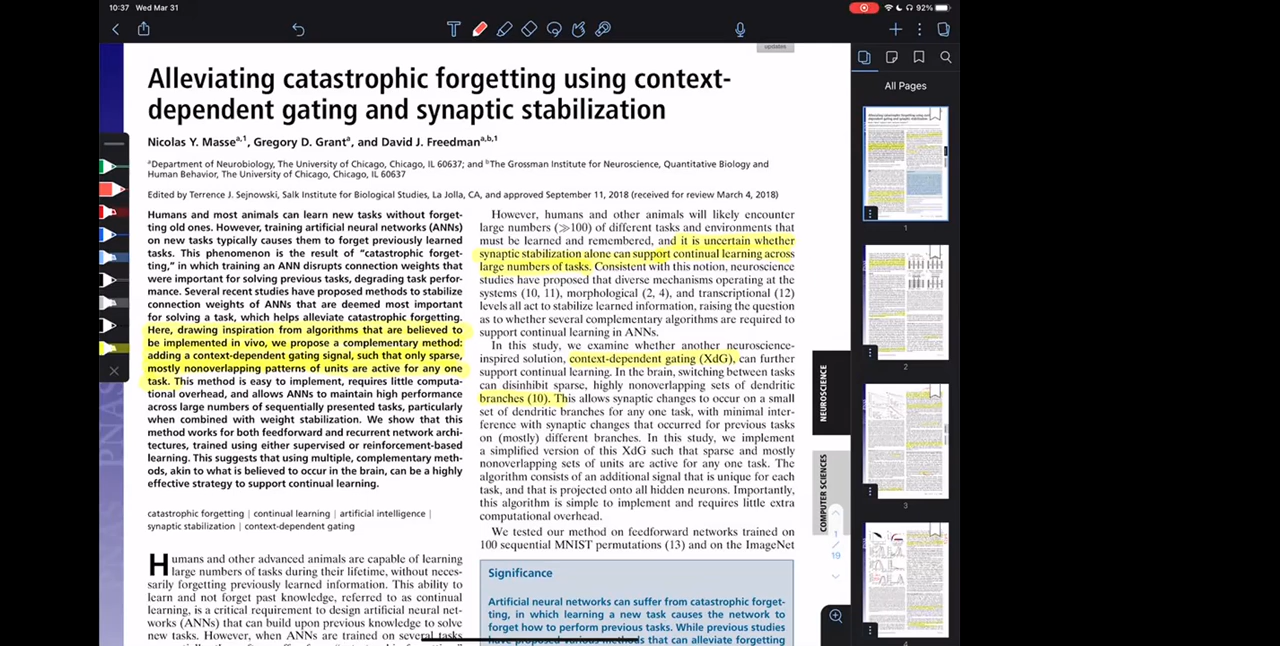 10:37 Wed Mar 31
92%
updates
Alleviating catastrophic forgetting using context-
dependent gating and synaptic stabilization
and David J.
University of Chicago, Chicago, IL 60637; and bThe Grossman Institute for Neuroscience, Quantitative Biology and
Human Behavior, University of Chicago, Chicago, IL 60637
Edited by Terrence J. Sejnowski, Salk Institute for Biological Studies, La Jolla, CA, and approved September 11, 2018 (received for review March 4, 2018)
Humans and most animals can learn new tasks without forget-
ting old ones. However, training artificial neural networks (ANNs)
on new tasks typically causes them to forget previously learned
tasks. This phenomenon is the result of “catastrophic forget-
ting,” in which training an ANN disrupts connection weights that
were important for solving previous tasks, degrading task perfor-
mance. Several recent studies have proposed methods to stabilize
connection weights of ANNs that are deemed most important
for solving a task, which helps alleviate catastrophic forgetting.
Here, drawing inspiration from algorithms that are believed to
be implemented in vivo, we propose a complementary method:
adding a context-dependent gating signal, such that only sparse,
mostly nonoverlapping patterns of units are active for any one
task. This method is easy to implement, requires little computa-
tional overhead, and allows ANNs to maintain high performance
across large numbers of sequentially presented tasks, particularly
when combined with weight stabilization. We show that this
method works for both feedforward and recurrent network archi-
tectures, trained using either supervised or reinforcement-based
learning. This suggests that using multiple, complementary meth-
ods, akin to what is believed to occur in the brain, can be a highly
effective strategy to support continual learning.
catastrophic forgetting | continual learning | artificial intelligence |
synaptic stabilization | context-dependent gating
Humans and other advanced animals are capable of learning
large numbers of tasks during their lifetime, without neces-
sarily forgetting previously learned information. This ability to
learn and not forget past knowledge, referred to as continual
learning, is a critical requirement to design artificial neural net-
works (ANNs) that can build upon previous knowledge to solve
new tasks. However, when ANNs are trained on several tasks
However, humans and other animals will likely encounter
large numbers (≫100) of different tasks and environments that
must be learned and remembered, and it is uncertain whether
synaptic stabilization alone can support continual learning across
large numbers of tasks. Consistent with this notion, neuroscience
studies have proposed that diverse mechanisms operating at the
systems (10, 11), morphological (2, 4), and transcriptional (12)
levels all act to stabilize learned information, raising the question
as to whether several complementary algorithms are required to
support continual learning in ANNs.
In this study, we examine whether another neuroscience-
inspired solution, context-dependent gating (XdG), can further
support continual learning. In the brain, switching between tasks
can disinhibit sparse, highly nonoverlapping sets of dendritic
branches (10). This allows synaptic changes to occur on a small
set of dendritic branches for any one task, with minimal inter-
ference with synaptic changes that occurred for previous tasks
on (mostly) different branches. In this study, we implement
a simplified version of this XdG such that sparse and mostly
nonoverlapping sets of units are active for any one task. The
algorithm consists of an additional signal that is unique for each
task, and that is projected onto all hidden neurons. Importantly,
this algorithm is simple to implement and requires little extra
computational overhead.
We tested our method on feedforward networks trained on
100 sequential MNIST permutations (13) and on the ImageNet
Significance
Artificial neural networks can suffer from catastrophic forget-
ting, in which learning a new task causes the network to
forget how to perform previous tasks. While previous studies
have proposed various methods that can alleviate forgetting
NEUROSCIENCE
COMPUTER SCIENCES
PNAS
1
19
All Pages
1
2
3
4